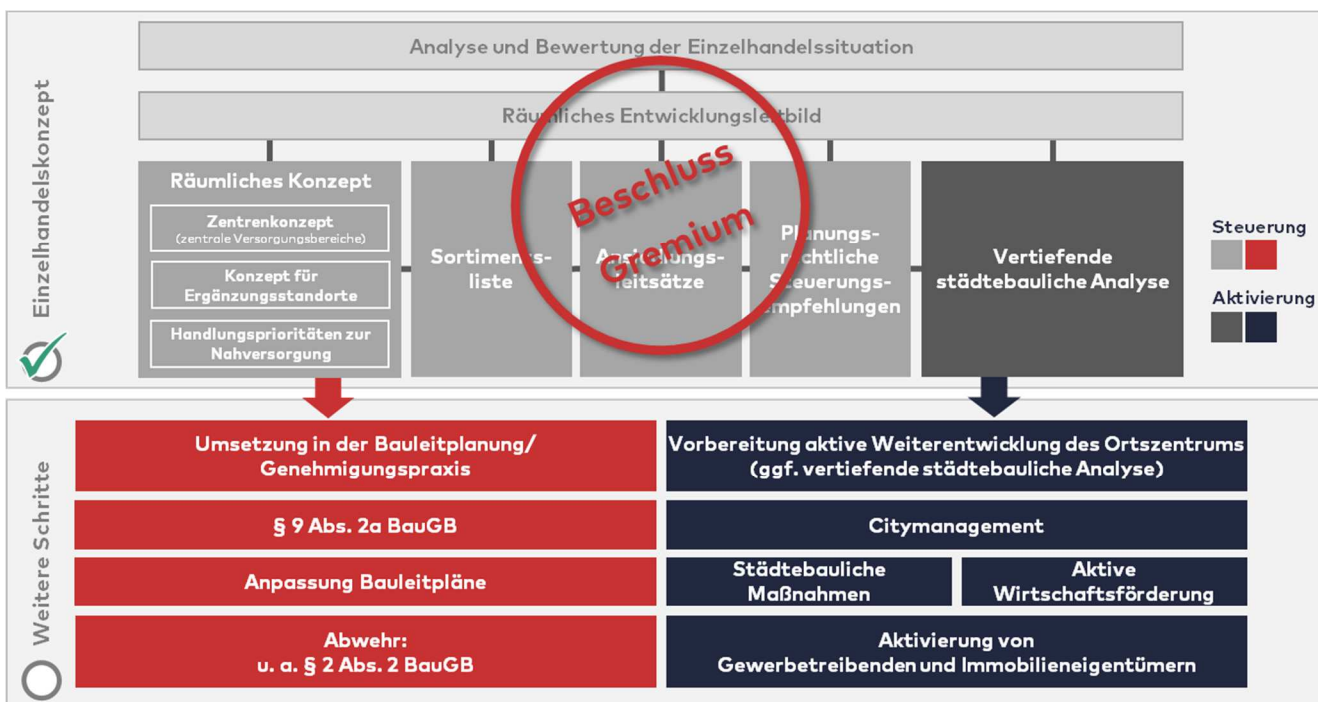 Einzelhandelskonzept
Analyse und Bewertung der Einzelhandelssituation
Räumliches Entwicklungsleitbild
Räumliches Konzept
Zentrenkonzept
(zentrale Versorgungsbereiche)
Konzept für
Ergänzungsstandorte
Handlungsprioritäten zur
Nahversorgung
Sortiments-
liste
Ansiedlungs-
leitsätze
Planungs-
rechtliche
Steuerungs-
empfehlungen
Vertiefende
städtebauliche Analyse
Beschluss
Gremium
Steuerung
Aktivierung
Weitere Schritte
Umsetzung in der Bauleitplanung/
Genehmigungspraxis
§ 9 Abs. 2a BauGB
Anpassung Bauleitpläne
Abwehr:
u. a. § 2 Abs. 2 BauGB
Vorbereitung aktive Weiterentwicklung des Ortszentrums
(ggf. vertiefende städtebauliche Analyse)
Citymanagement
Städtebauliche
Maßnahmen
Aktive
Wirtschaftsförderung
Aktivierung von
Gewerbetreibenden und Immobilieneigentümern